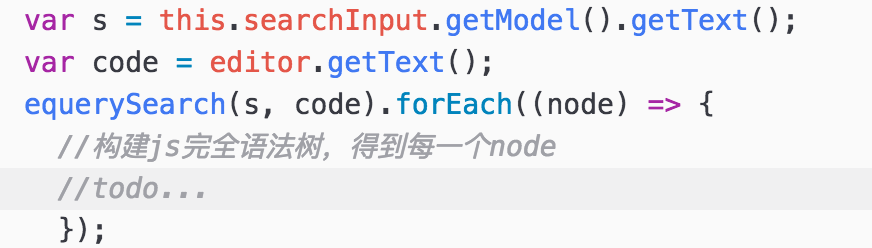 var s = this.searchInput.getModel().getText();
var code = editor.getText();
equerySearch(s, code).forEach((node) => {
//构建js完全语法树，得到每一个node
//todo...
});